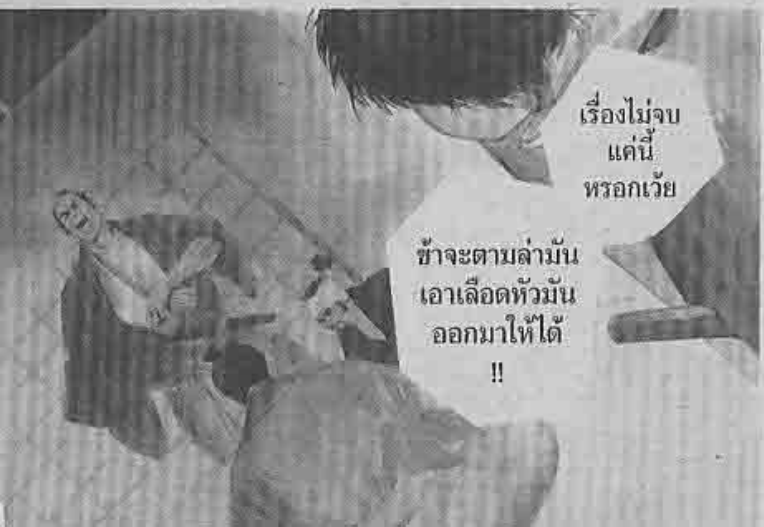 เรื่องไม่จบ
แค่นี้
หรอกเว้ย
ข้าจะตามล่ามัน
เอาเลือดหัวมัน
ออกมาให้ได้
!!